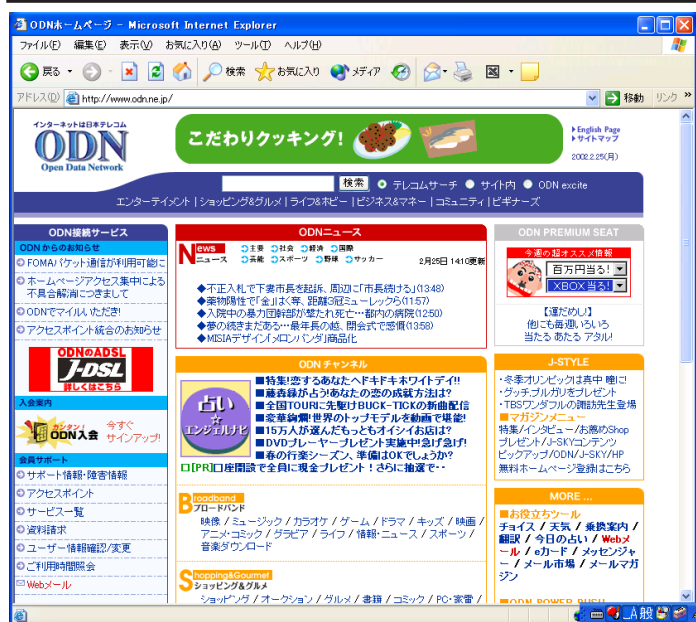 ODNホームページ - Microsoft Internet Explorer
ファイル(F) 編集(E) 表示(V) お気に入り(A) ツール(T) ヘルプ(H)
戻る 検索 お気に入り メディア
アドレス(D) http://www.odn.ne.jp/ 移動 リンク »
インターネットは日本テレコム
ODN
Open Data Network
こだわりクッキング!
English Page
サイトマップ
2002.2.25(月)
検索 テレコムサーチ サイト内 ODN excite
エンターテイメント | ショッピング&グルメ | ライフ&ホビー | ビジネス&マネー | コミュニティ | ビギナーズ
ODN接続サービス
ODNからのお知らせ
FOMAパケット通信が利用可能に
ホームページアクセス集中による
不具合解消につきまして
ODNでマイルいただき!
アクセスポイント統合のお知らせ
ODNのADSL
J-DSL
詳しくはこちら
入会案内
カンタン!
ODN入会
今すぐ
サインアップ!
会員サポート
サポート情報・障害情報
アクセスポイント
サービス一覧
資料請求
ユーザー情報確認/変更
ご利用時間照会
Webメール
ODNニュース
News
ニュース
主要 社会 経済 国際
芸能 スポーツ 野球 サッカー
2月25日 14:10更新
◆不正入札で下妻市長を起訴、周辺に「市長続ける」(13:48)
◆薬物陽性で「金」はく奪、距離3冠ミューレックら(11:57)
◆入院中の暴力団幹部が撃たれ死亡…都内の病院(12:50)
◆夢の続きまだある…最年長の越、閉会式で感慨(13:58)
◆MISIAデザイン「メロンパンダ」商品化
ODN チャンネル
占い
エンジェルナビ
■特集!恋するあなたへドキドキホワイトデイ!!
■藤森緑が占う!あなたの恋の成就方法は?
■全国TOURに先駆けBUCK-TICKの新曲配信
■豪華絢爛!世界のトップモデルを動画で堪能!
■15万人が選んだもっともオイシイお店は?
■DVDプレーヤープレゼント実施中!急げ急げ!
■春の行楽シーズン、準備はOKでしょうか?
□[PR]口座開設で全員に現金プレゼント!さらに抽選で‥
Broadband
ブロードバンド
映像 / ミュージック / カラオケ / ゲーム / ドラマ / キッズ / 映画 /
アニメ・コミック / グラビア / ライフ / 情報・ニュース / スポーツ /
音楽ダウンロード
Shopping&Gourmet
ショッピング&グルメ
ショッピング / オークション / グルメ / 書籍 / コミック / PC・家電 /
ODN PREMIUM SEAT
今週の超オススメ情報
百万円当る!
XBOX当る!
【運だめし!】
他にも毎週いろいろ
当たる あたる アタル!
J-STYLE
・冬季オリンピックは真中 瞳に!
・グッチ,ブルガリをプレゼント
・TBSワンダフルの諏訪先生登場
■マガジンメニュー
特集/インタビュー/お薦めShop
プレゼント/J-SKYコンテンツ
ピックアップ/ODN/J-SKY/HP
無料ホームページ登録はこちら
MORE ...
■お役立ちツール
チョイス / 天気 / 乗換案内 /
翻訳 / 今日の占い / Webメ
ール / eカード / メッセンジャ
ー / メール市場 / メールマガ
ジン
■ODN POWER PUSH
A般